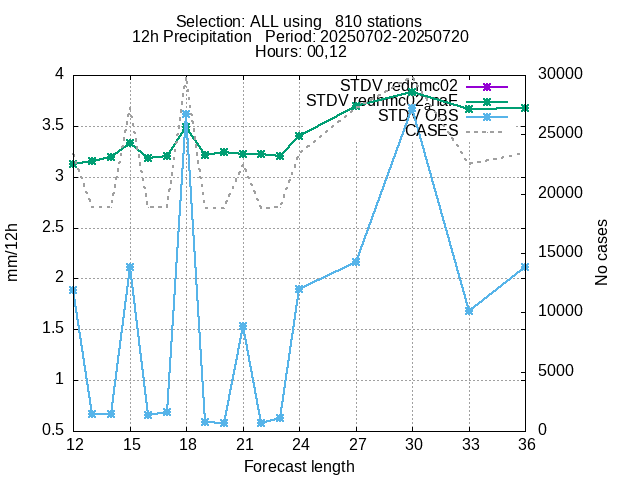 Selection: ALL using   810 stations
12h Precipitation   Period: 20250702-20250720
Hours: 00,12
STDV rednmc02
STDV rednmc02_naE
STDV OBS
CASES
4
3.5
3
2.5
2
1.5
1
0.5
mm/12h
30000
25000
20000
15000
10000
5000
0
No cases
12 15 18 21 24 27 30 33 36
Forecast length